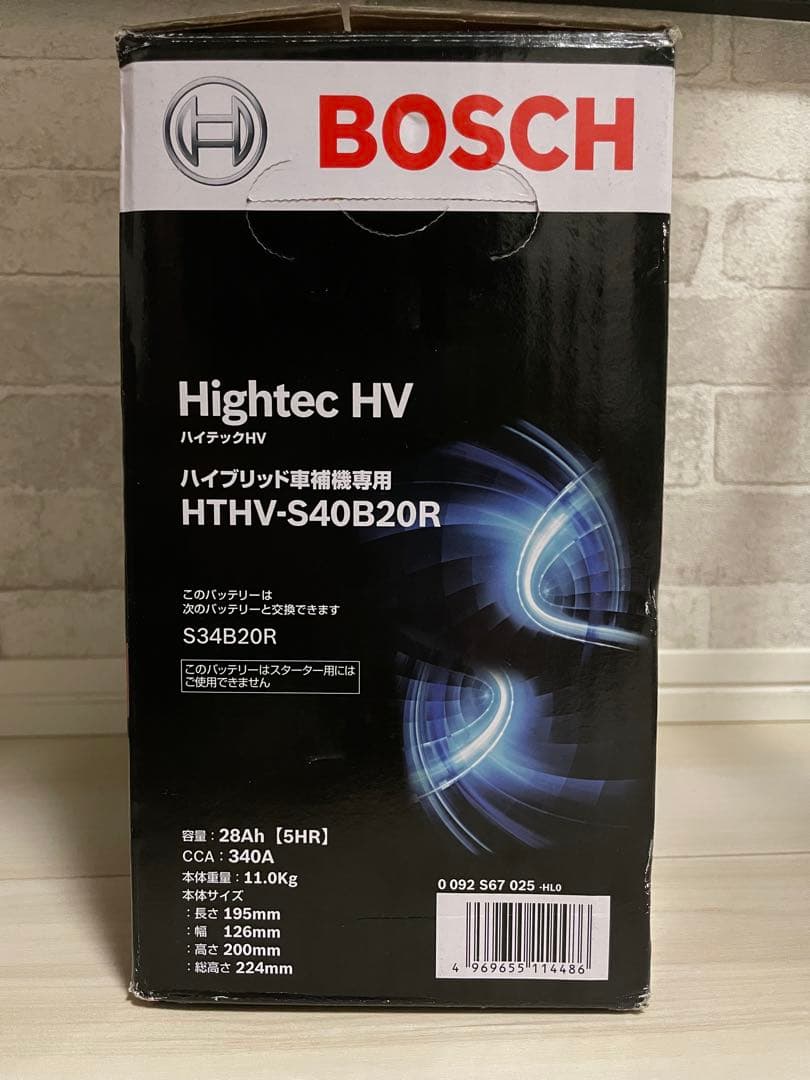 BOSCH
Hightec HV
ハイテックHV
ハイブリッド車補機専用
HTHV-S40B20R
このバッテリーは
次のバッテリーと交換できます
S34B20R
このバッテリーはスターター用には
ご使用できません
容量：28Ah【5HR】
CCA：340A
本体重量：11.0Kg
本体サイズ
：長さ 195mm
：幅 126mm
：高さ 200mm
：総高さ 224mm
0 092 S67 025 -HL0
4 969655 114486